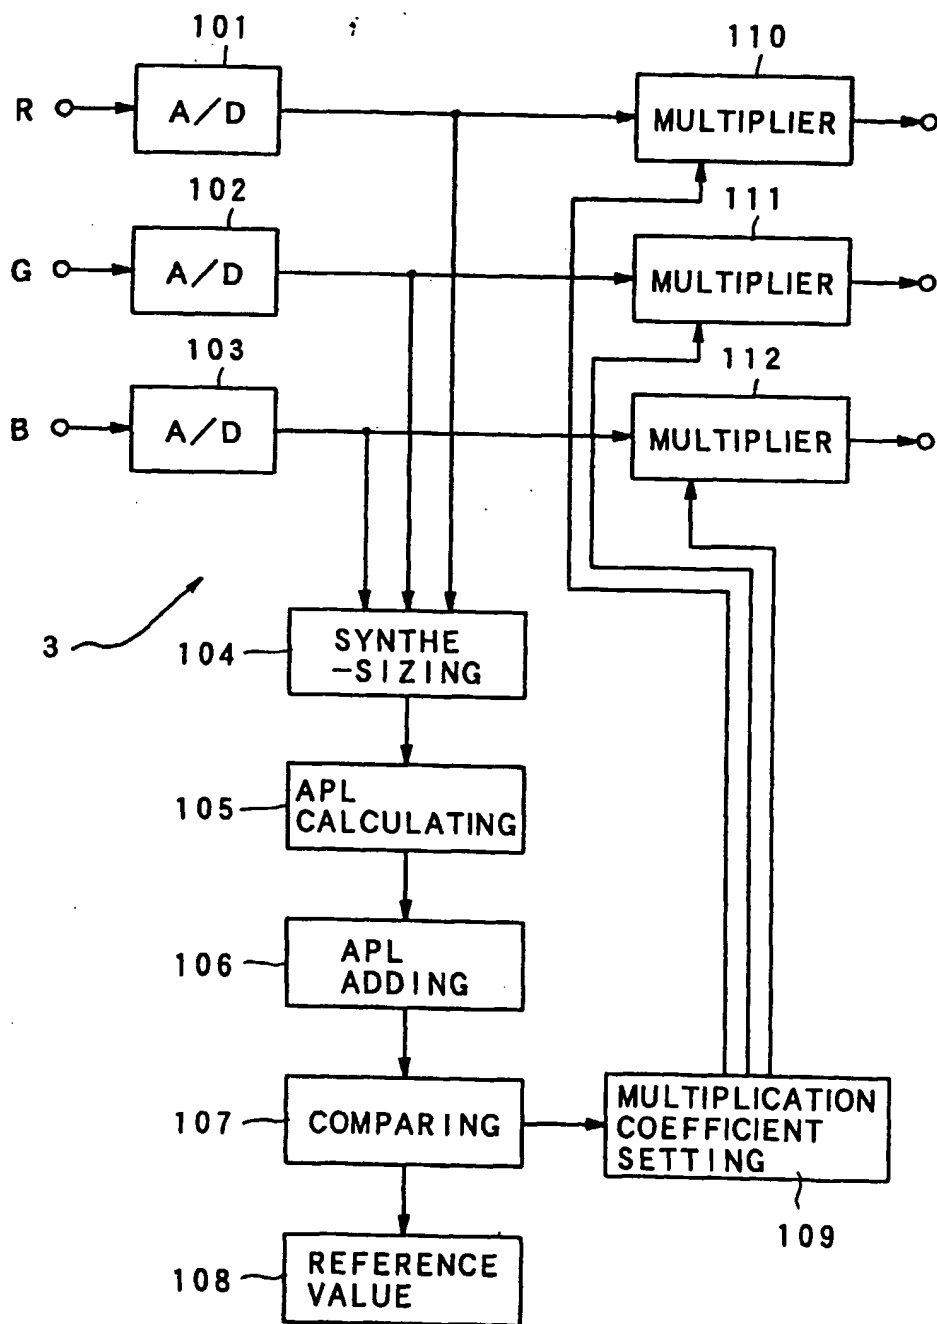 101
110
R
A/D
MULTIPLIER
102
111
G
A/D
MULTIPLIER
103
112
B
A/D
MULTIPLIER
3
104
SYNTHE
-SIZING
105
APL
CALCULATING
106
APL
ADDING
107
COMPARING
MULTIPLICATION
COEFFICIENT
SETTING
109
108
REFERENCE
VALUE